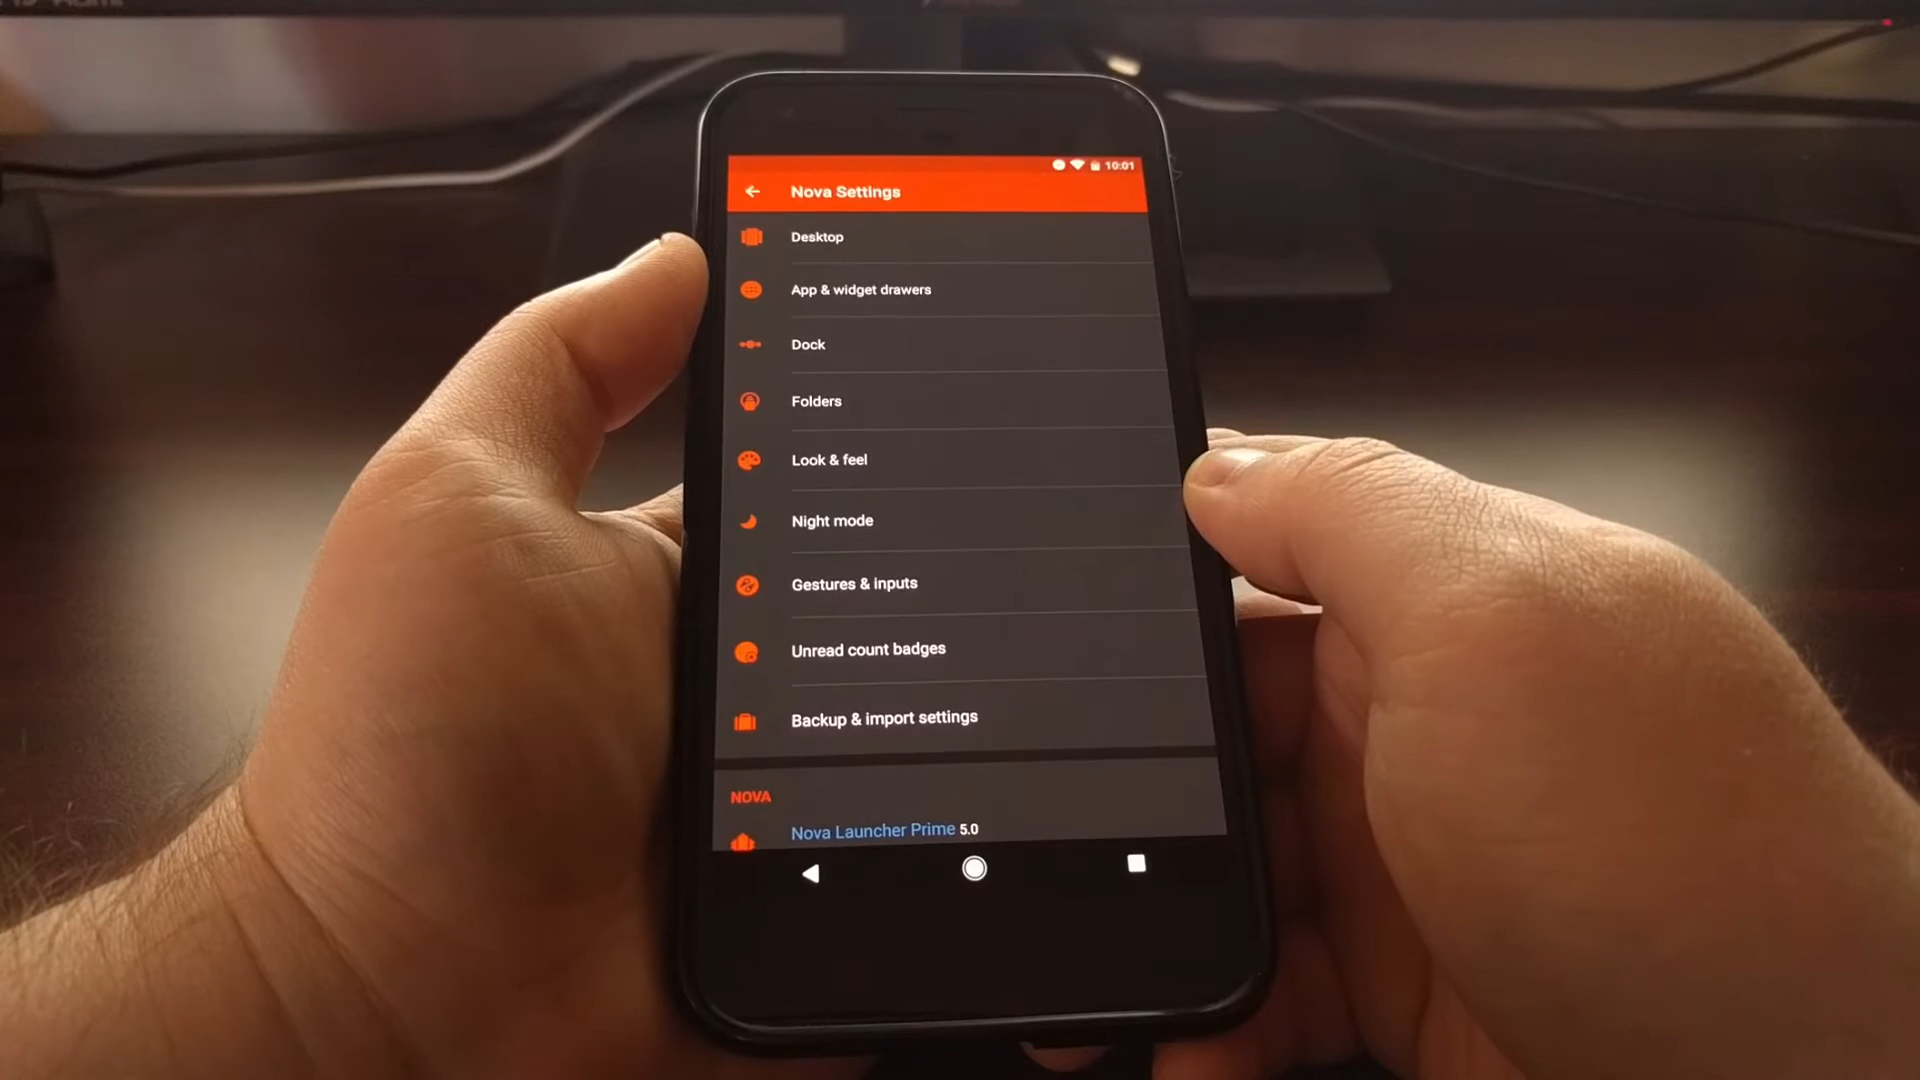 10:01
Nova Settings
Desktop
App & widget drawers
Dock
Folders
Look & feel
Night mode
Gestures & inputs
Unread count badges
Backup & import settings
NOVA
Nova Launcher Prime 5.0